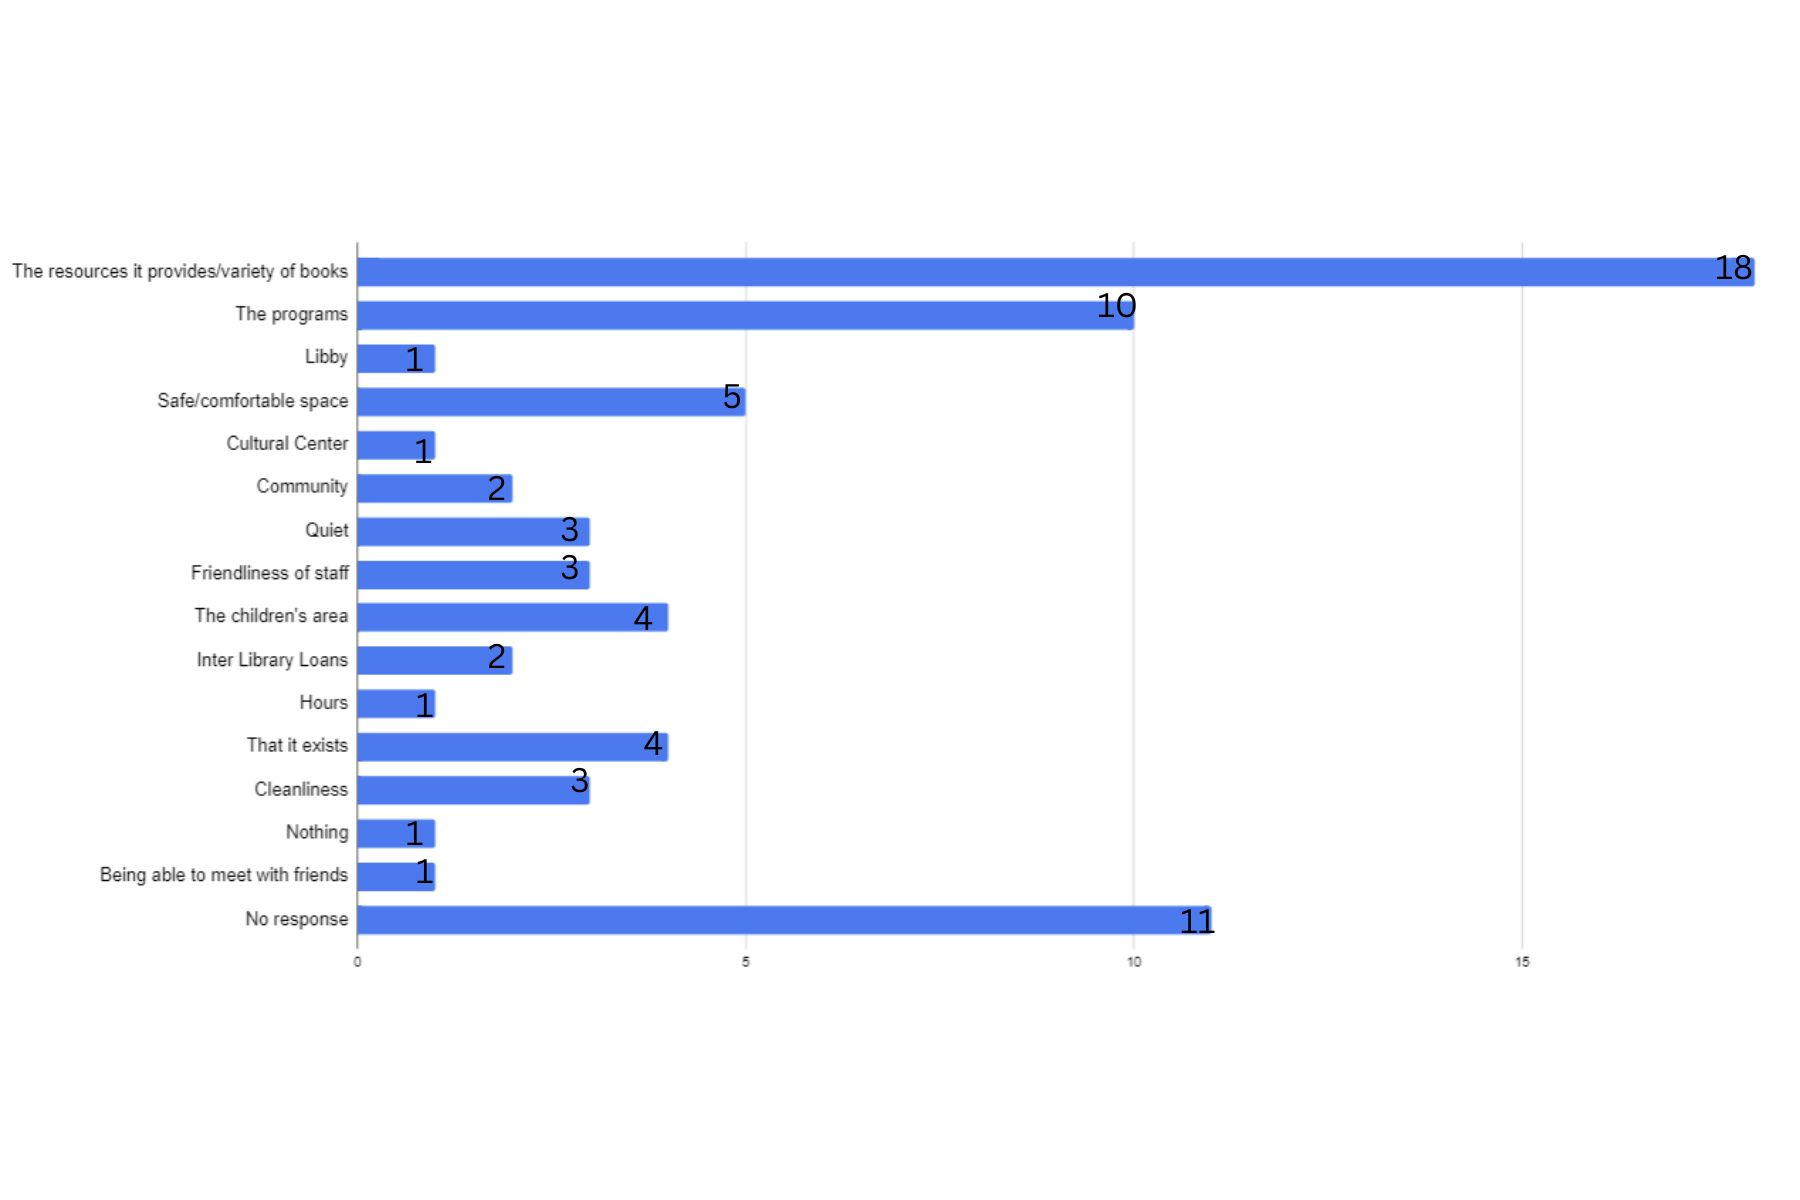 The resources it provides/variety of books 18
The programs 10
Libby 1
Safe/comfortable space 5
Cultural Center 1
Community 2
Quiet 3
Friendliness of staff 3
The children's area 4
Inter Library Loans 2
Hours 1
That it exists 4
Cleanliness 3
Nothing 1
Being able to meet with friends 1
No response 11
0 5 10 15